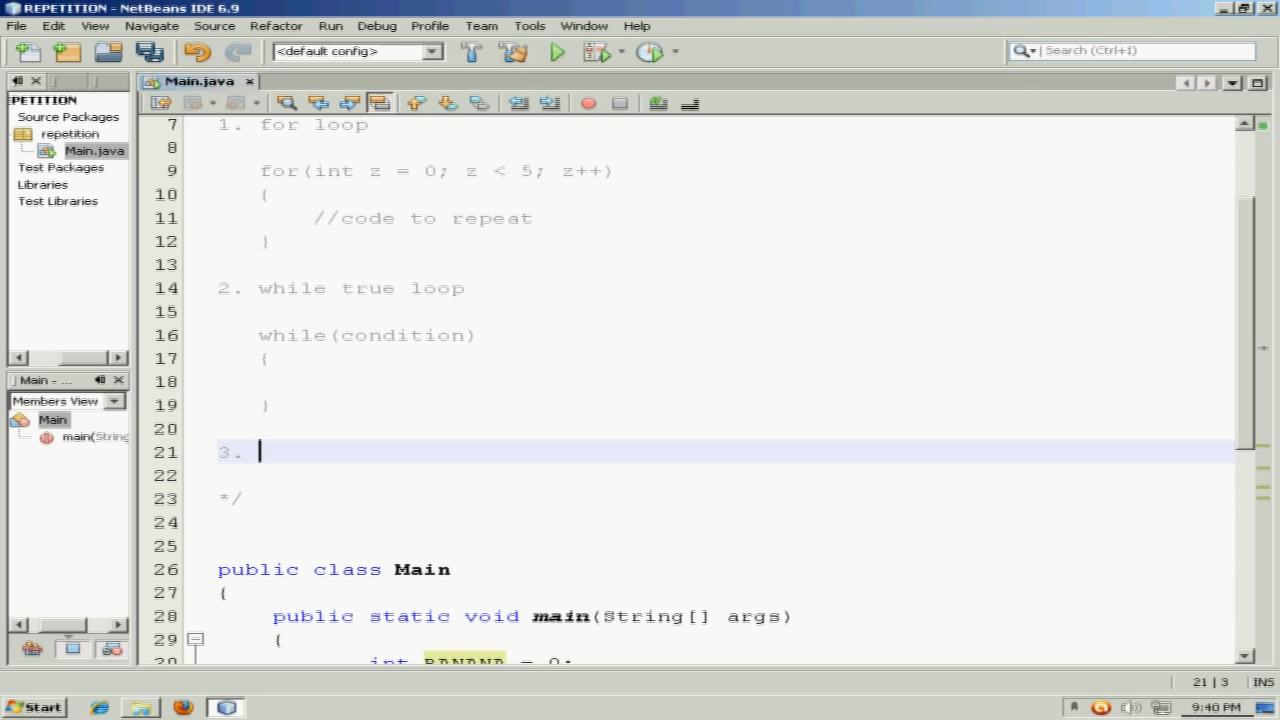 REPETITION - NetBeans IDE 6.9
File Edit View Navigate Source Refactor Run Debug Profile Team Tools Window Help
<default config>
Search (Ctrl+I)
Main.java
PETITION
Source Packages
repetition
Main.java
Test Packages
Libraries
Test Libraries
Main - ...
Members View
Main
main(String
7 1. for loop
8
9 for(int z = 0; z < 5; z++)
10 {
11 //code to repeat
12 }
13
14 2. while true loop
15
16 while(condition)
17 {
18
19 }
20
21 3.
22
23 */
24
25
26 public class Main
27 {
28 public static void main(String[] args)
29 {
int BANANA = 0;
21 | 3 INS
Start
9:40 PM